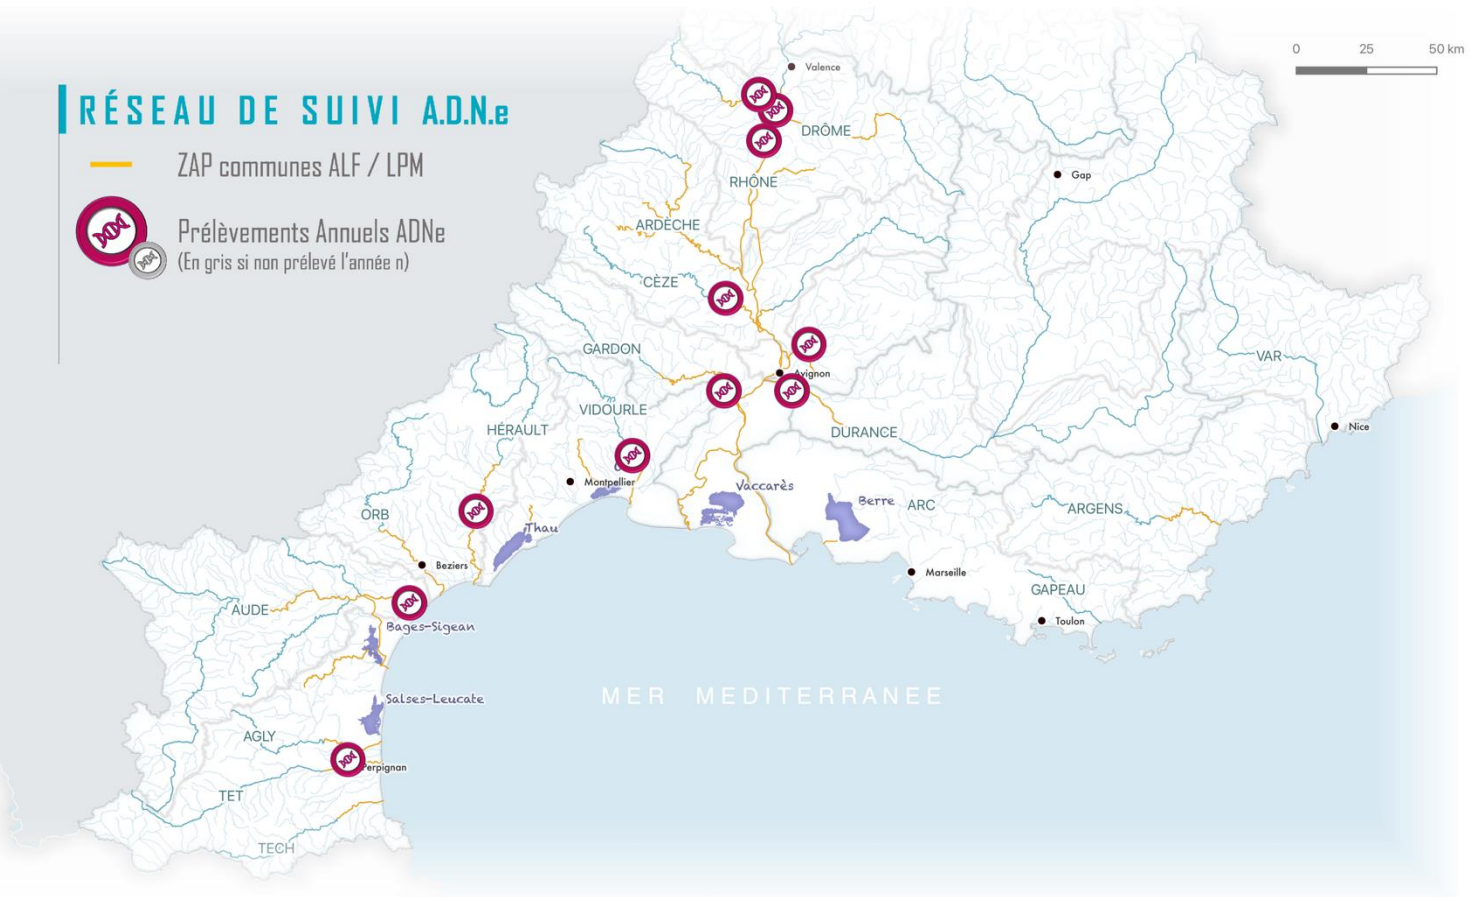 RÉSEAU DE SUIVI A.D.N.e
ZAP communes ALF / LPM
Prélèvements Annuels ADNe
(En gris si non prélevé l'année n)
0 25 50 km
Valence
DRÔME
Gap
RHÔNE
ARDÈCHE
CÈZE
GARDON
Avignon
VAR
VIDOURLE
HÉRAULT
DURANCE
Nice
Montpellier
Vaccarès
Berre
ARC
ORB
Thau
ARGENS
Beziers
Marseille
GAPEAU
AUDE
Toulon
Bages-Sigean
MER MEDITERRANEE
Salses-Leucate
AGLY
Perpignan
TET
TECH